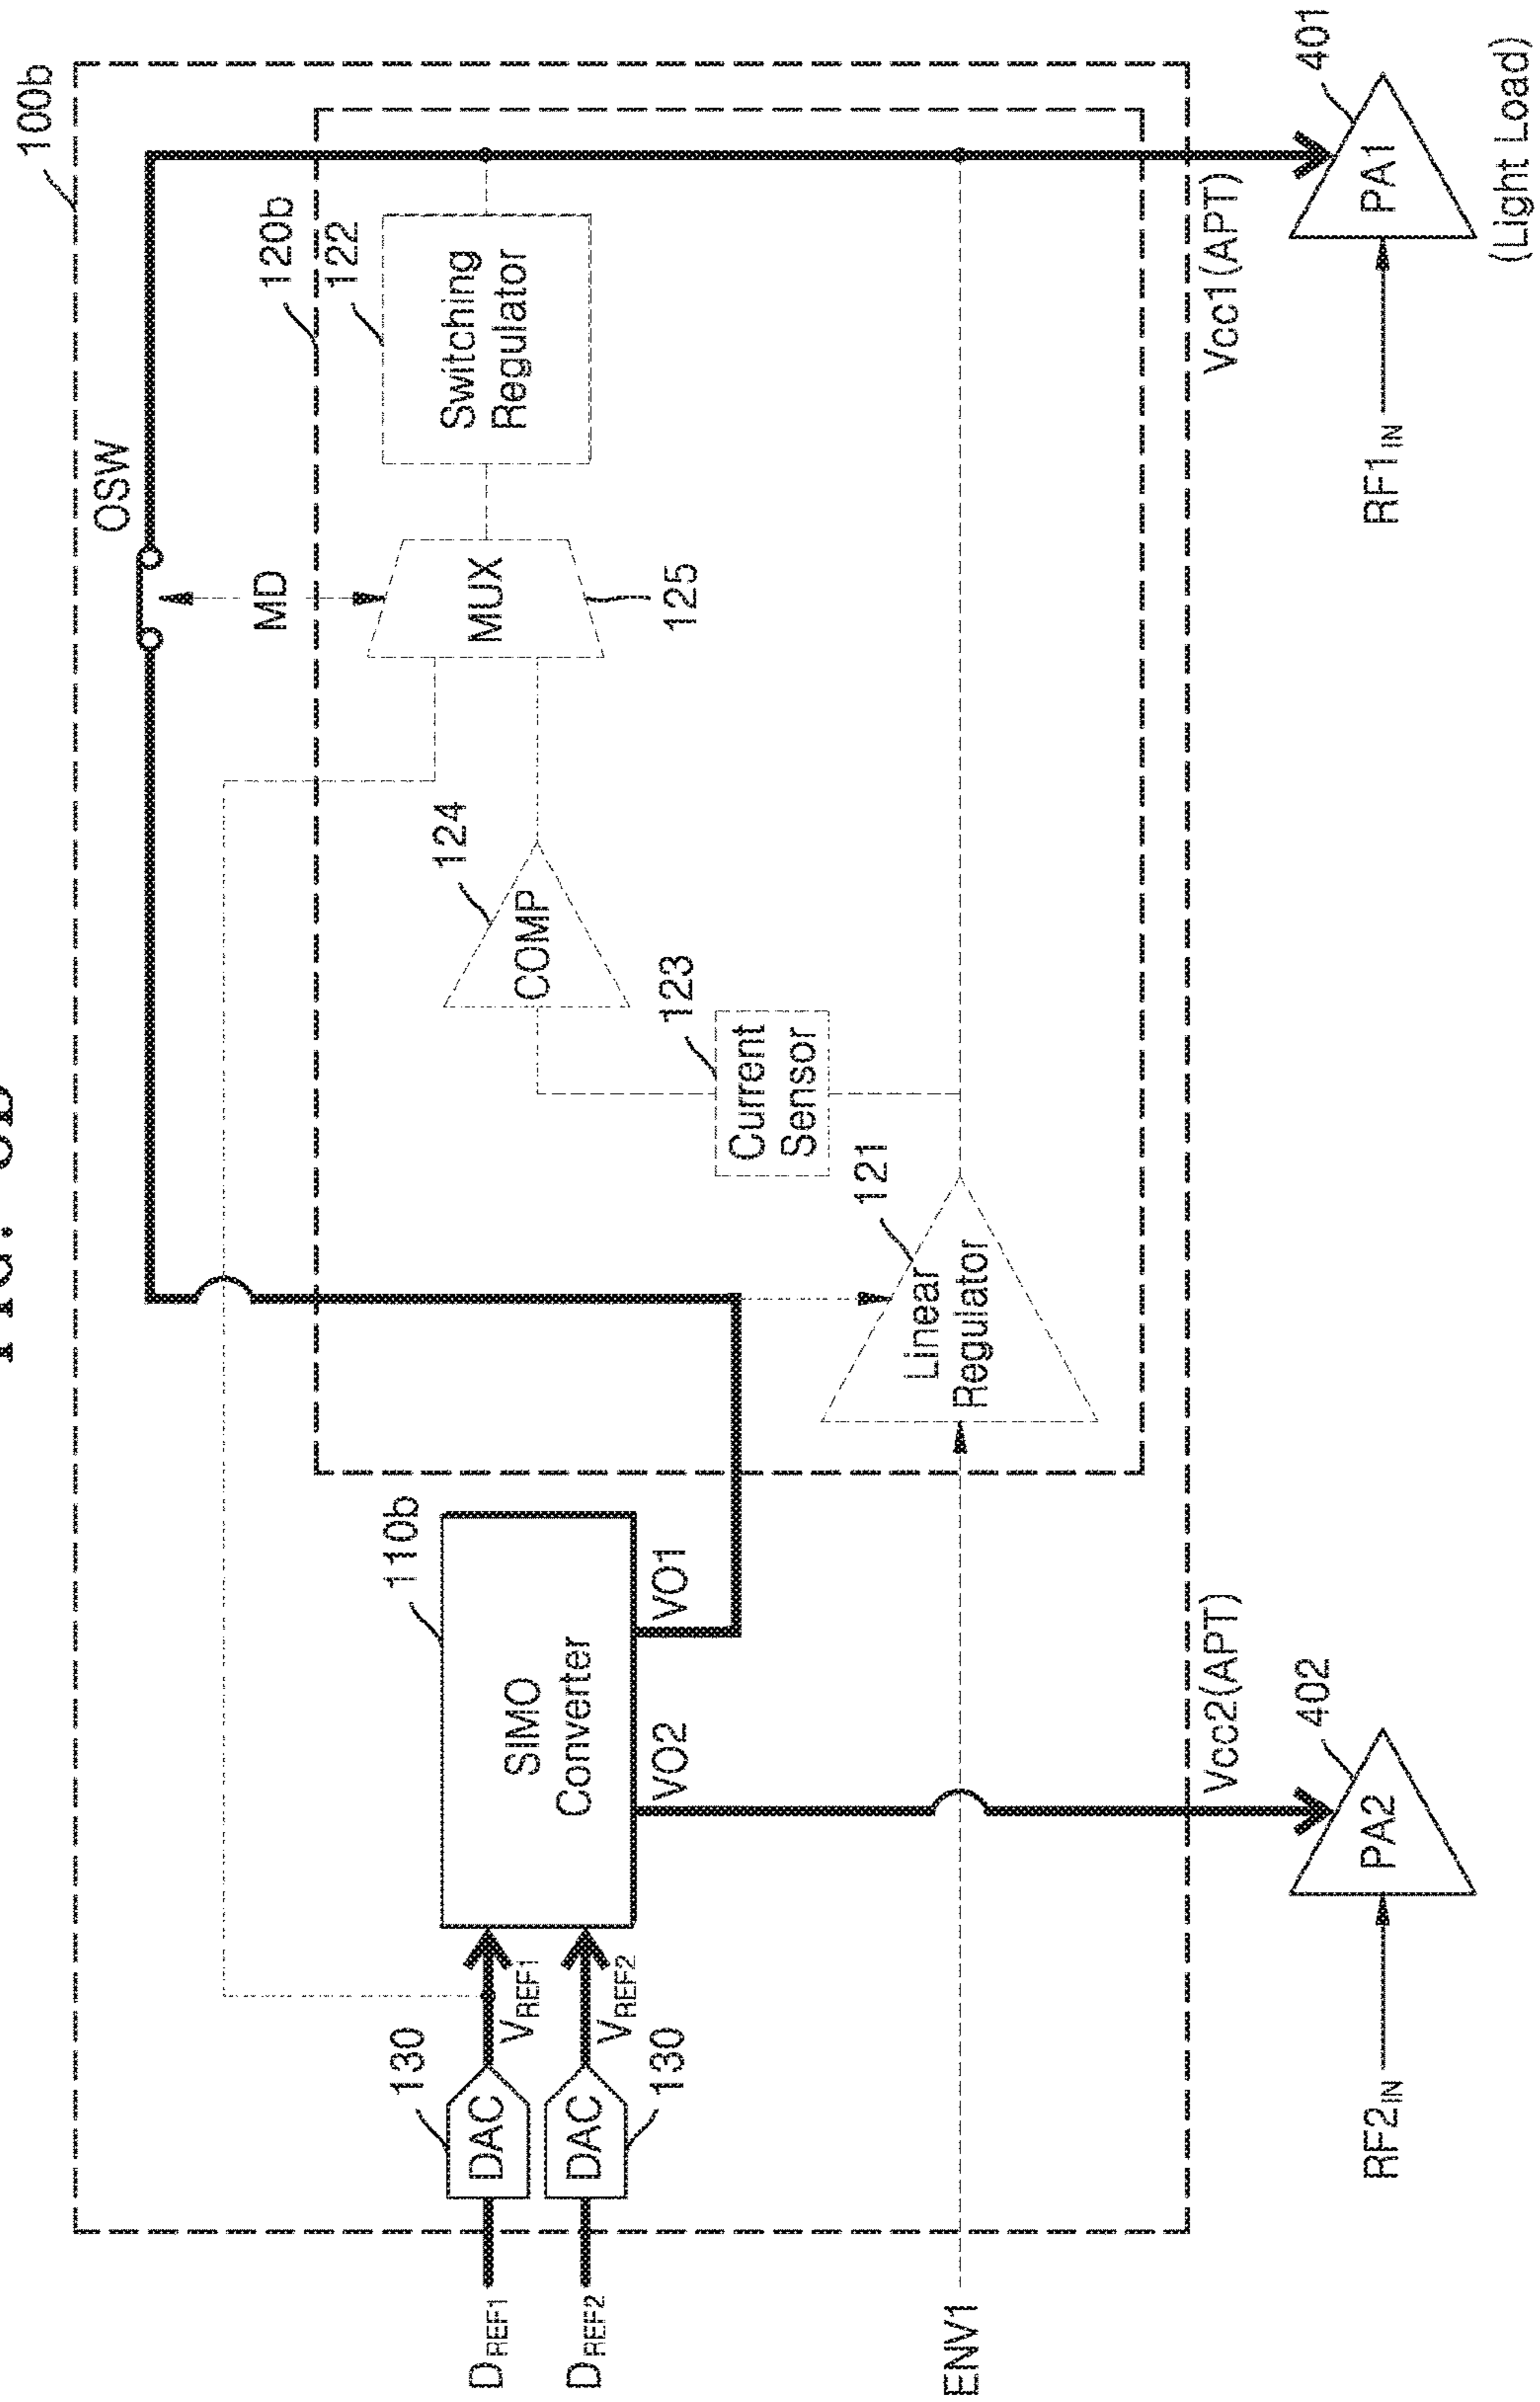 100b
OSW
120b
122
Switching
Regulator
MD
MUX
125
124
COMP
123
Current
Sensor
121
Linear
Regulator
110b
SIMO
Converter
VO1
VO2
130
DAC
VREF1
DREF1
130
DAC
VREF2
DREF2
ENV1
Vcc2(APT)
402
PA2
RF2IN
Vcc1(APT)
401
PA1
RF1IN
(Light Load)